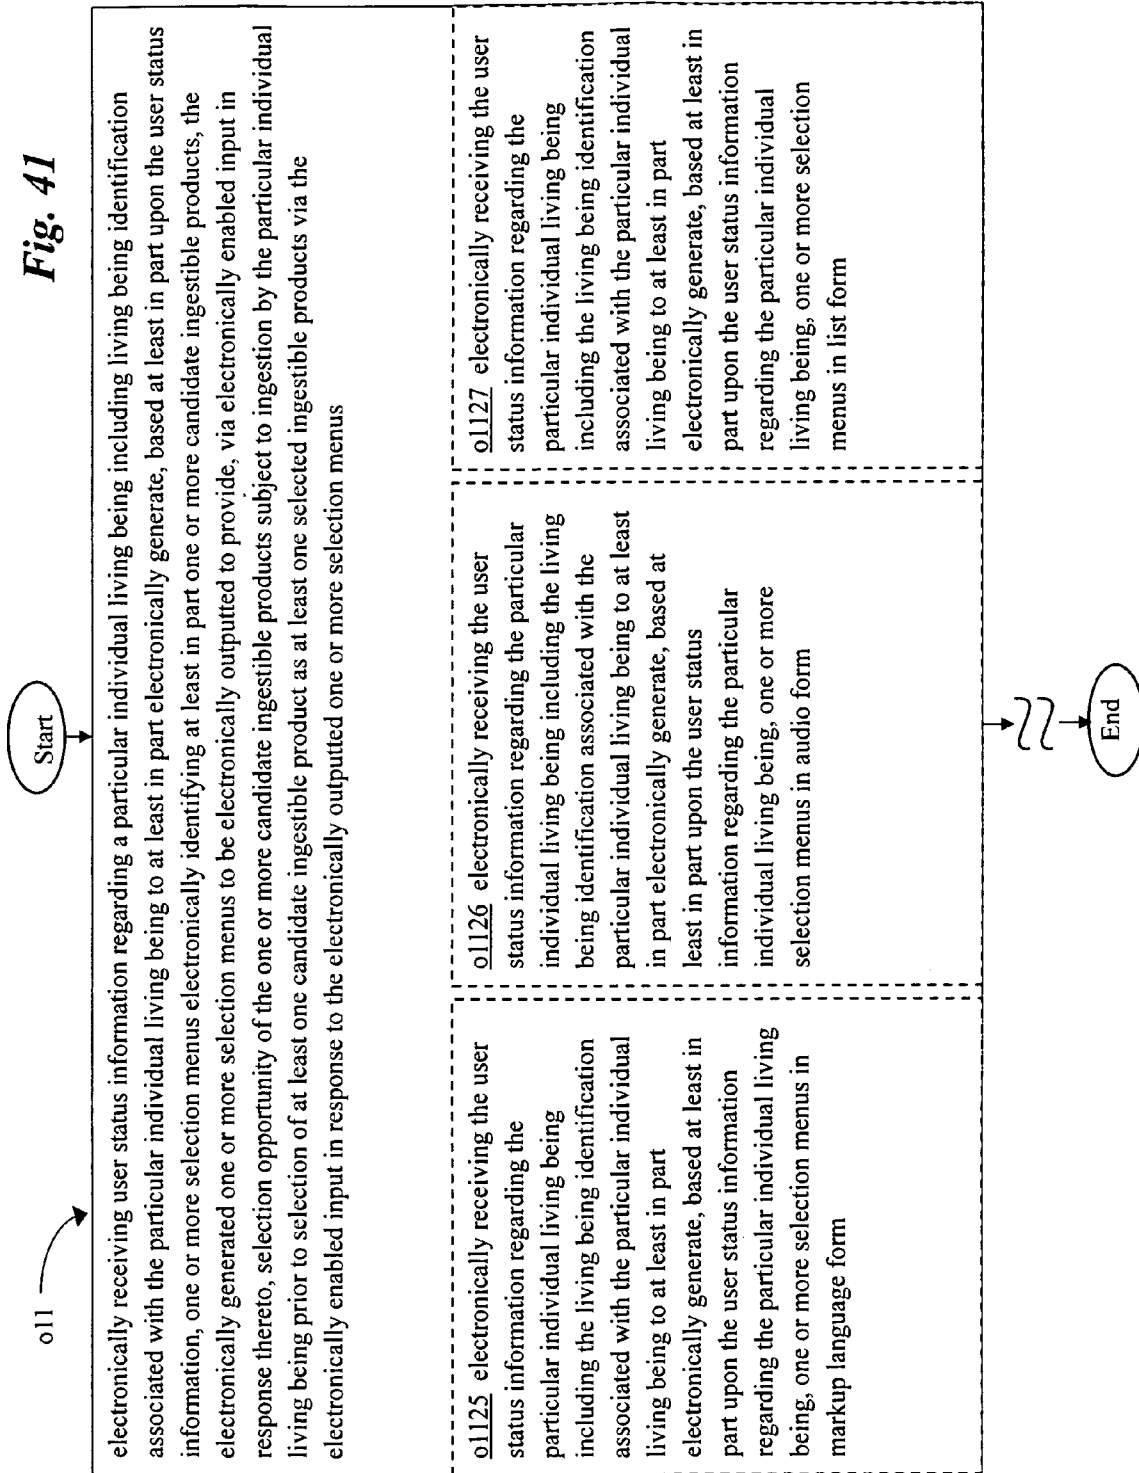 Fig. 41
o11
Start
electronically receiving user status information regarding a particular individual living being including living being identification
associated with the particular individual living being to at least in part electronically generate, based at least in part upon the user status
information, one or more selection menus electronically identifying at least in part one or more candidate ingestible products, the
electronically generated one or more selection menus to be electronically outputted to provide, via electronically enabled input in
response thereto, selection opportunity of the one or more candidate ingestible products subject to ingestion by the particular individual
living being prior to selection of at least one candidate ingestible product as at least one selected ingestible products via the
electronically enabled input in response to the electronically outputted one or more selection menus
o1125 electronically receiving the user
status information regarding the
particular individual living being
including the living being identification
associated with the particular individual
living being to at least in part
electronically generate, based at least in
part upon the user status information
regarding the particular individual living
being, one or more selection menus in
markup language form
o1126 electronically receiving the user
status information regarding the particular
individual living being including the living
being identification associated with the
particular individual living being to at least
in part electronically generate, based at
least in part upon the user status
information regarding the particular
individual living being, one or more
selection menus in audio form
o1127 electronically receiving the user
status information regarding the
particular individual living being
including the living being identification
associated with the particular individual
living being to at least in part
electronically generate, based at least in
part upon the user status information
regarding the particular individual
living being, one or more selection
menus in list form
End